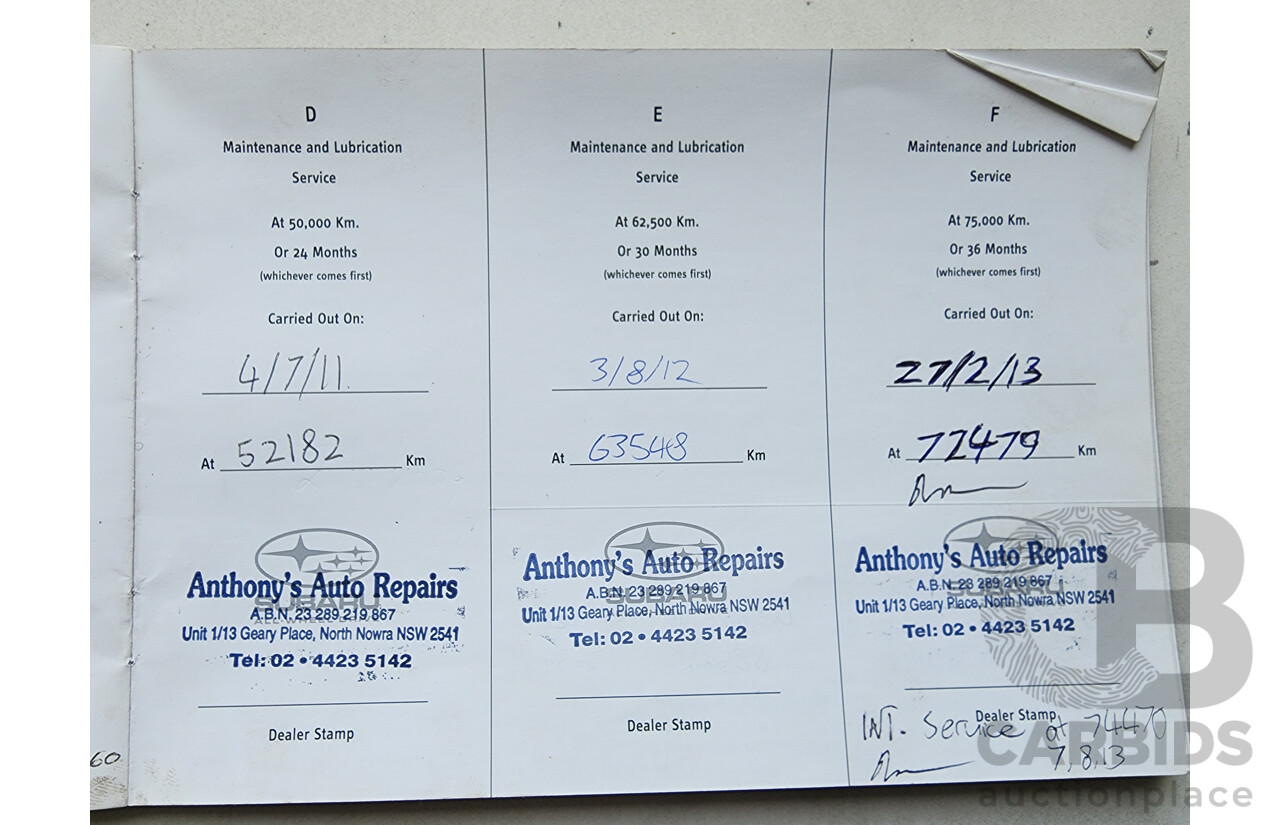 D
Maintenance and Lubrication
Service
At 50,000 Km.
Or 24 Months
(whichever comes first)
Carried Out On:
4/7/11.
At 52182 Km
SUBARU
ALL WHEEL DRIVE
Anthony's Auto Repairs
A.B.N. 23 289 219 867
Unit 1/13 Geary Place, North Nowra NSW 2541
Tel: 02 • 4423 5142
Dealer Stamp
E
Maintenance and Lubrication
Service
At 62,500 Km.
Or 30 Months
(whichever comes first)
Carried Out On:
3/8/12
At 63548 Km
SUBARU
Anthony's Auto Repairs
A.B.N. 23 289 219 867
Unit 1/13 Geary Place, North Nowra NSW 2541
Tel: 02 • 4423 5142
Dealer Stamp
F
Maintenance and Lubrication
Service
At 75,000 Km.
Or 36 Months
(whichever comes first)
Carried Out On:
27/2/13
At 72479 Km
SUBARU
Anthony's Auto Repairs
A.B.N. 23 289 219 867
Unit 1/13 Geary Place, North Nowra NSW 2541
Tel: 02 • 4423 5142
Dealer Stamp
INT. Service at 74470
7,8,13
60
B
CARBIDS
auctionplace